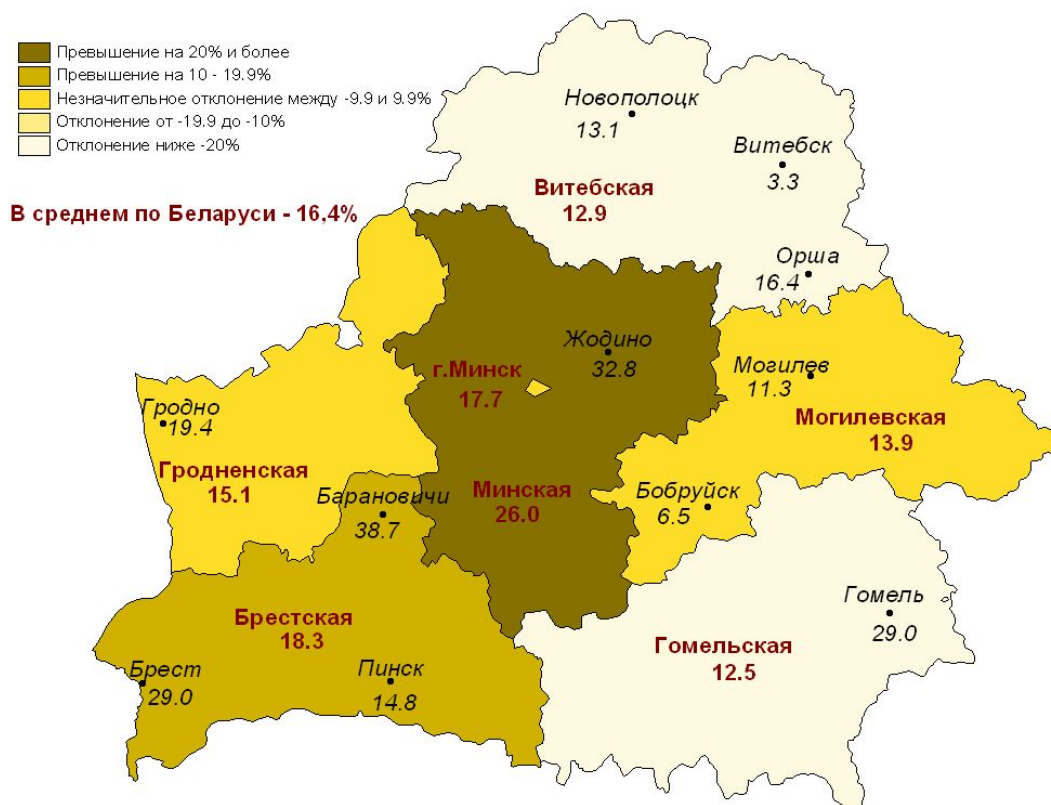 Превышение на 20% и более
Превышение на 10 - 19.9%
Незначительное отклонение между -9.9 и 9.9%
Отклонение от -19.9 до -10%
Отклонение ниже -20%
В среднем по Беларуси - 16,4%
Новополоцк
13.1
Витебск
3.3
Витебская
12.9
Орша
16.4
Жодино
32.8
г.Минск
17.7
Могилев
11.3
Могилевская
13.9
Гродно
19.4
Гродненская
15.1
Барановичи
38.7
Минская
26.0
Бобруйск
6.5
Брестская
18.3
Брест
29.0
Пинск
14.8
Гомель
29.0
Гомельская
12.5